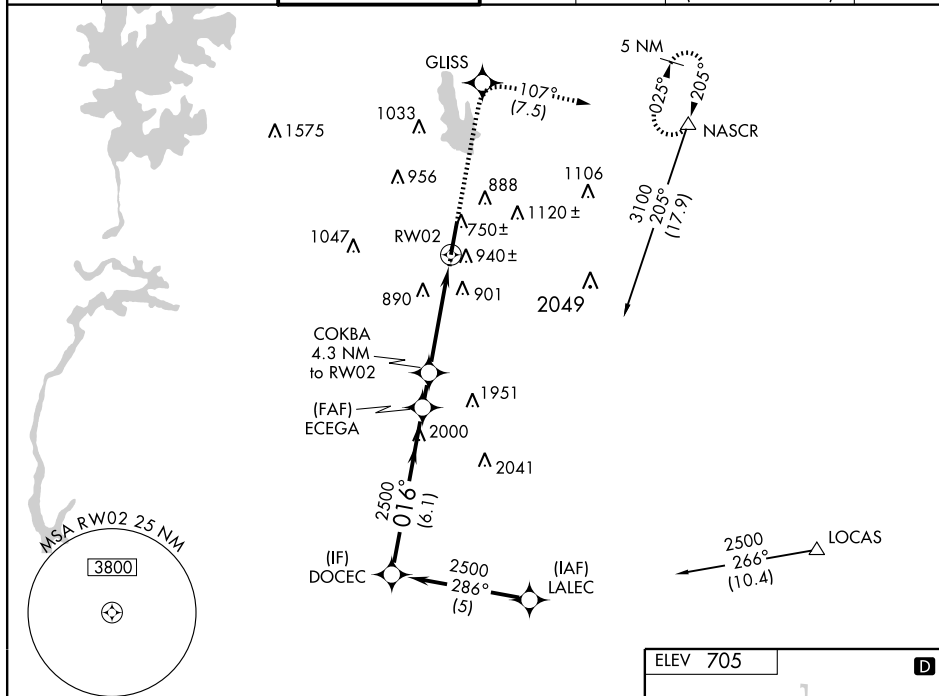 GLISS
107°
(7.5)
5 NM
025°
205°
NASCR
3100
205°
(17.9)
1575
1033
956
888
1106
1120 ±
750±
1047
RW02
940±
890
901
2049
COKBA
4.3 NM
to RW02
(FAF)
ECEGA
1951
2000
2041
2500
016°
(6.1)
(IF)
DOCEC
2500
286°
(5)
(IAF)
LALEC
2500
266°
(10.4)
LOCAS
MSA RW02 25 NM
3800
ELEV 705
D